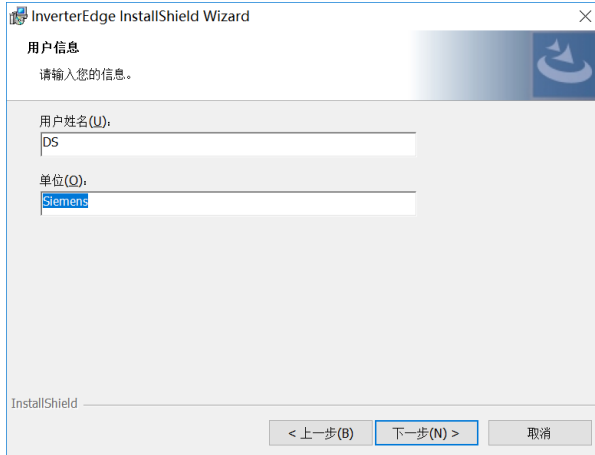 InverterEdge InstallShield Wizard
用户信息
请输入您的信息。
用户姓名(U):
DS
单位(O):
Siemens
InstallShield
< 上一步(B) 下一步(N) > 取消